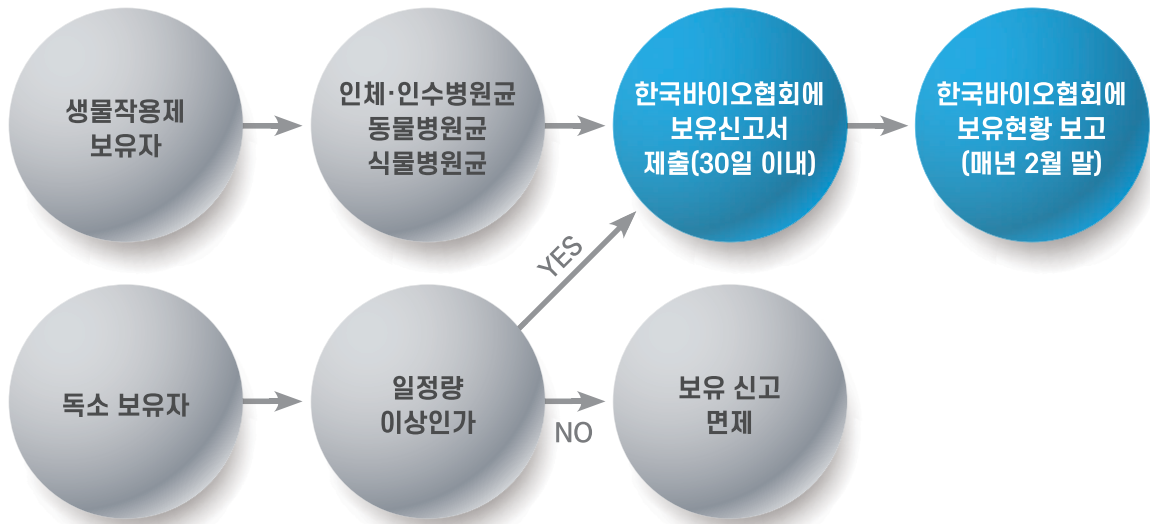 생물작용제
보유자
인체·인수병원균
동물병원균
식물병원균
한국바이오협회에
보유신고서
제출(30일 이내)
한국바이오협회에
보유현황 보고
(매년 2월 말)
YES
독소 보유자
일정량
이상인가
NO
보유 신고
면제